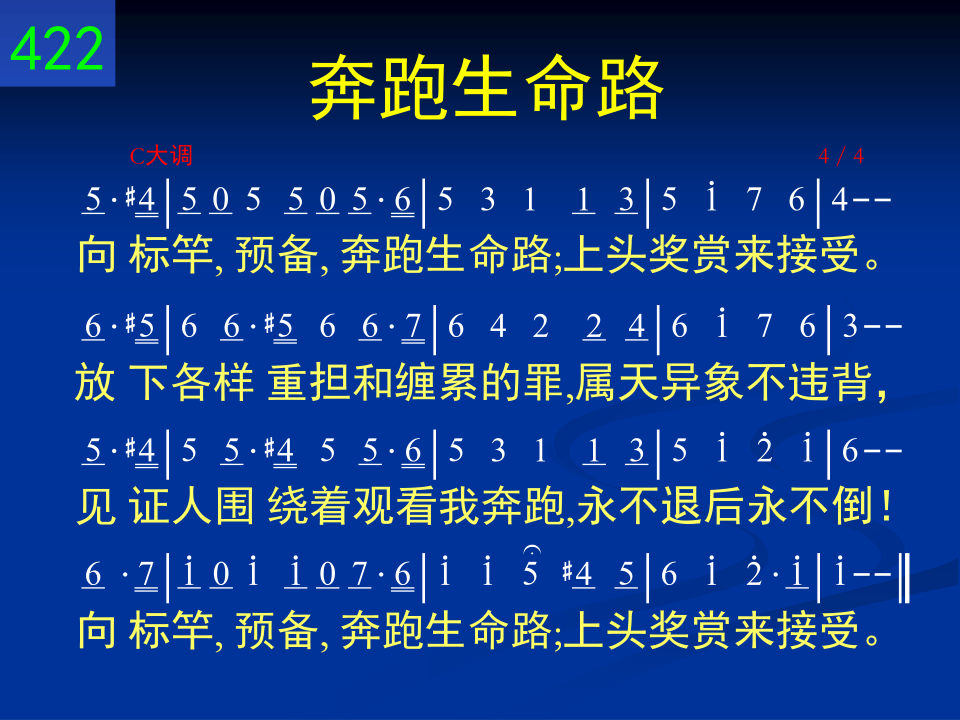 422
奔跑生命路
C大调 4／4
5·#4|5 0 5 5 0 5·6|5 3 1 1 3|5 i 7 6|4--
向 标竿, 预备, 奔跑生命路;上头奖赏来接受。
6·#5|6 6·#5 6 6·7|6 4 2 2 4|6 i 7 6|3--
放 下各样 重担和缠累的罪,属天异象不违背，
5·#4|5 5·#4 5 5·6|5 3 1 1 3|5 i 2̇ i|6--
见 证人围 绕着观看我奔跑,永不退后永不倒！
6 ·7|i 0 i i 0 7·6|i i 5 #4 5|6 i 2̇·i|i--‖
向 标竿, 预备, 奔跑生命路;上头奖赏来接受。